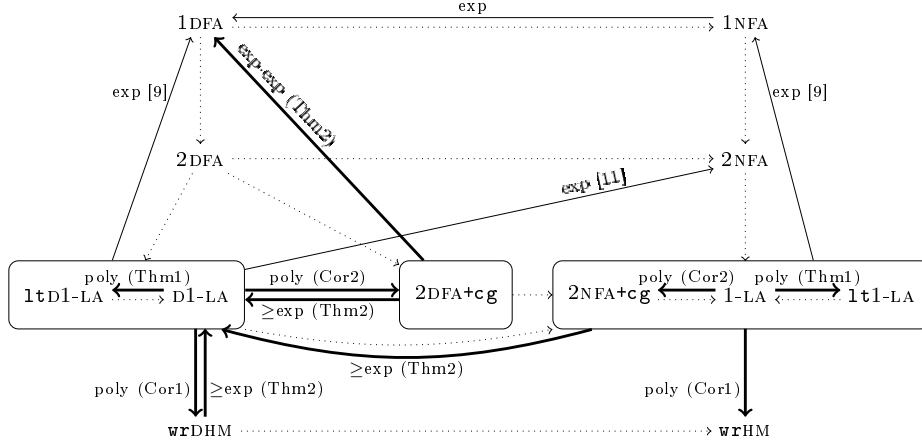 exp
1DFA 1NFA
exp·exp (Thm2)
exp [9] exp [9]
2DFA 2NFA
exp [11]
poly (Thm1) poly (Cor2) poly (Cor2) poly (Thm1)
ltD1-LA D1-LA 2DFA+cg 2NFA+cg 1-LA lt1-LA
≥exp (Thm2)
≥exp (Thm2)
poly (Cor1) ≥exp (Thm2) poly (Cor1)
wrDHM wrHM